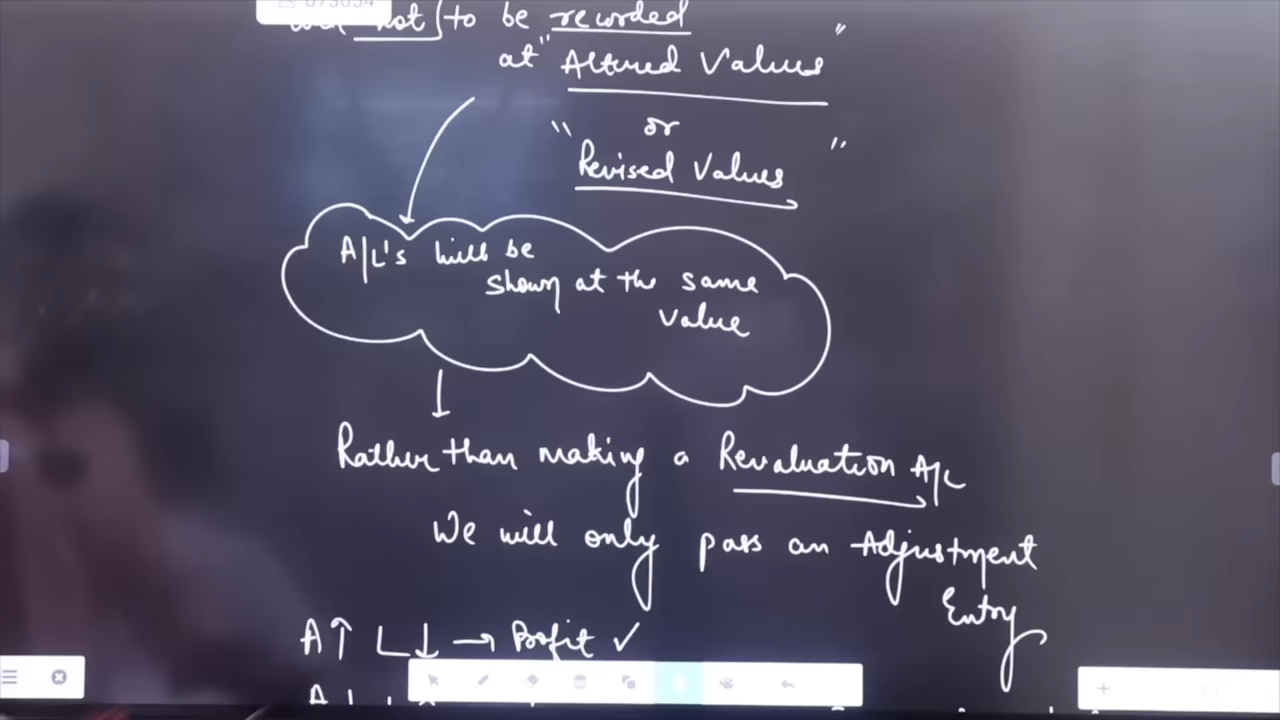 not to be recorded
at "Altered Values"
or
"Revised Values"
A/L's will be
shown at the same
value
Rather than making a Revaluation A/c
We will only pass an Adjustment
Entry
A↑ L↓ → Profit ✓